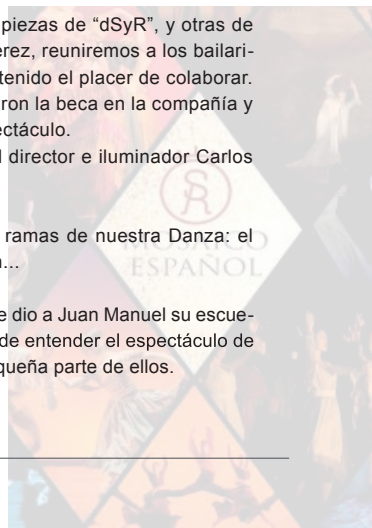 piezas de “dSyR”, y otras de
erez, reuniremos a los bailari-
tenido el placer de colaborar.
ron la beca en la compañía y
ectáculo.
l director e iluminador Carlos
ramas de nuestra Danza: el
...
ESPAÑOL
e dio a Juan Manuel su escue-
de entender el espectáculo de
queña parte de ellos.